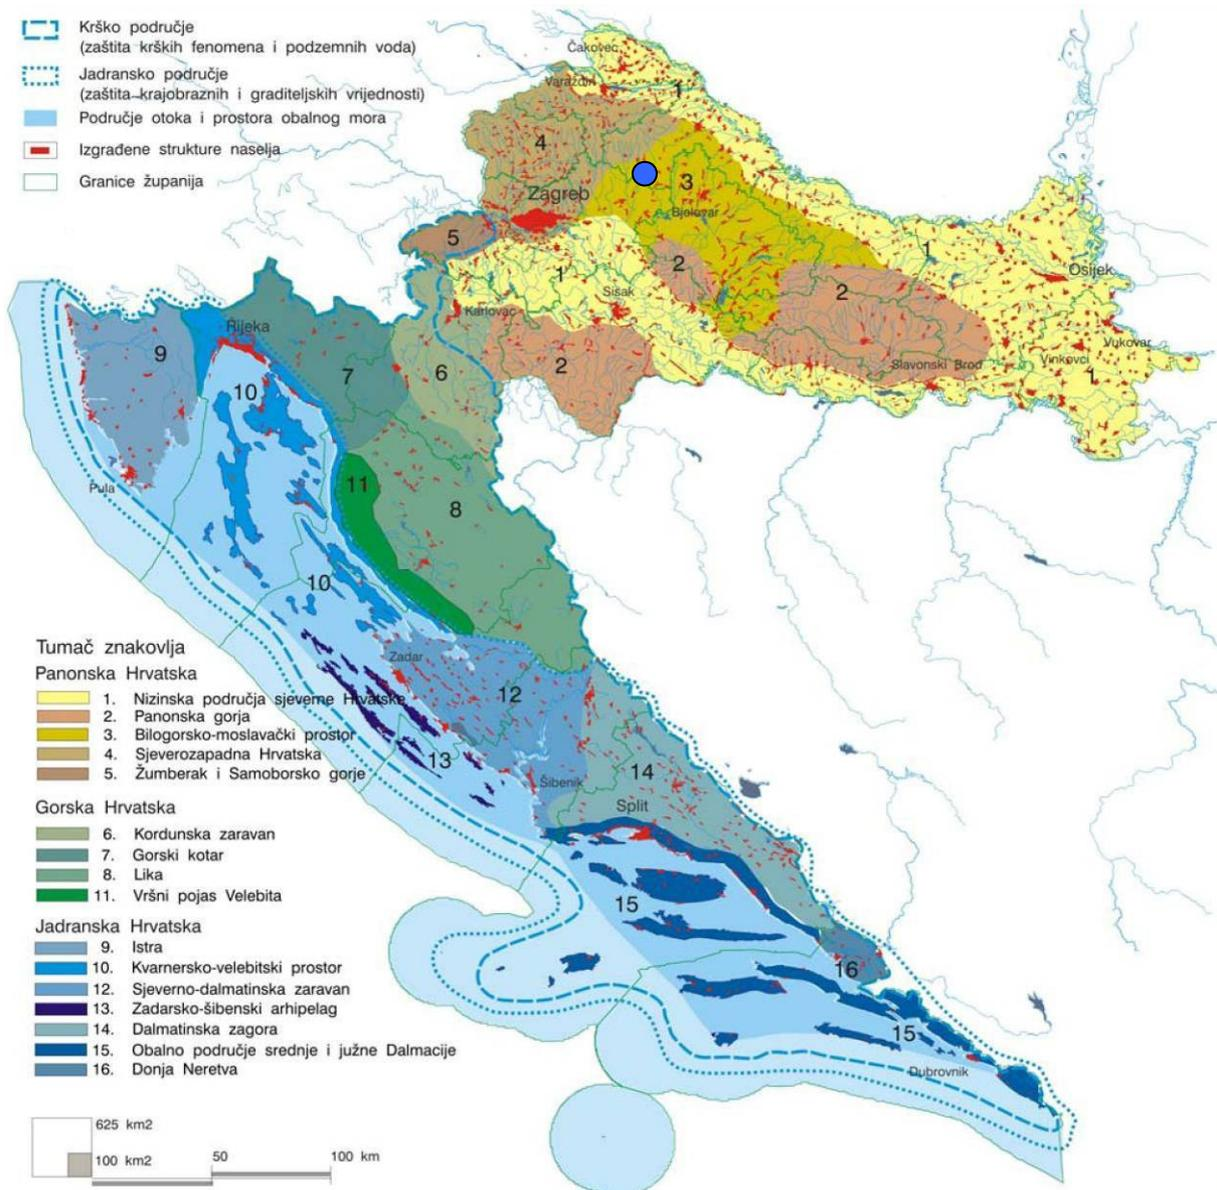 Krško područje
(zaštita krških fenomena i podzemnih voda)
Jadransko područje
(zaštita krajobraznih i graditeljskih vrijednosti)
Područje otoka i prostora obalnog mora
Izgrađene strukture naselja
Granice županija
Čakovec
Varaždin
1
4
3
Zagreb
Bjelovar
5
1
2
1
Osijek
2
Sisak
Karlovac
Rijeka
9
10
7
6
2
Slavonski Brod
Vinkovci
Vukovar
1
Pula
11
8
10
Zadar
12
13
Šibenik
14
Split
15
16
15
Dubrovnik
Tumač znakovlja
Panonska Hrvatska
1. Nizinska područja sjeverne Hrvatske
2. Panonska gorja
3. Bilogorsko-moslavački prostor
4. Sjeverozapadna Hrvatska
5. Žumberak i Samoborsko gorje
Gorska Hrvatska
6. Kordunska zaravan
7. Gorski kotar
8. Lika
11. Vršni pojas Velebita
Jadranska Hrvatska
9. Istra
10. Kvarnersko-velebitski prostor
12. Sjeverno-dalmatinska zaravan
13. Zadarsko-šibenski arhipelag
14. Dalmatinska zagora
15. Obalno područje srednje i južne Dalmacije
16. Donja Neretva
625 km2
100 km2
50
100 km